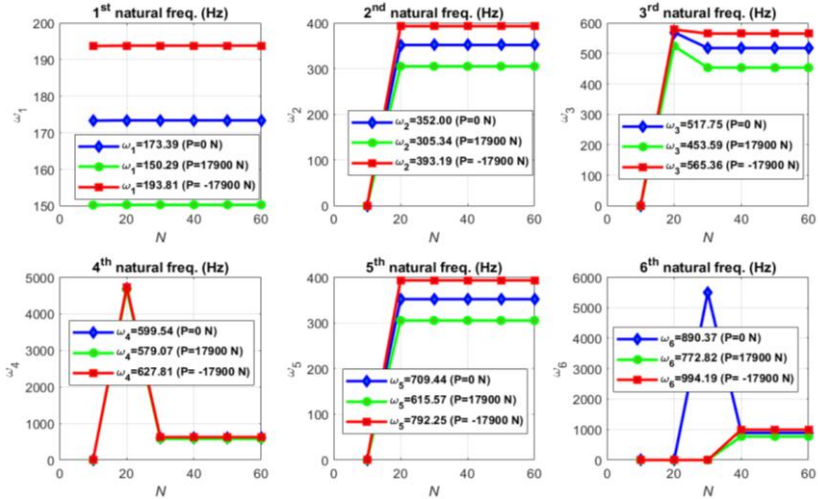 1st natural freq. (Hz)
200
190
180
170
160
150
0
20
40
60
ω1
N
ω1=173.39 (P=0 N)
ω1=150.29 (P=17900 N)
ω1=193.81 (P= -17900 N)
2nd natural freq. (Hz)
400
300
200
100
0
0
20
40
60
ω2
N
ω2=352.00 (P=0 N)
ω2=305.34 (P=17900 N)
ω2=393.19 (P= -17900 N)
3rd natural freq. (Hz)
600
500
400
300
200
100
0
0
20
40
60
ω3
N
ω3=517.75 (P=0 N)
ω3=453.59 (P=17900 N)
ω3=565.36 (P= -17900 N)
4th natural freq. (Hz)
5000
4000
3000
2000
1000
0
0
20
40
60
ω4
N
ω4=599.54 (P=0 N)
ω4=579.07 (P=17900 N)
ω4=627.81 (P= -17900 N)
5th natural freq. (Hz)
400
300
200
100
0
0
20
40
60
ω5
N
ω5=709.44 (P=0 N)
ω5=615.57 (P=17900 N)
ω5=792.25 (P= -17900 N)
6th natural freq. (Hz)
6000
5000
4000
3000
2000
1000
0
0
20
40
60
ω6
N
ω6=890.37 (P=0 N)
ω6=772.82 (P=17900 N)
ω6=994.19 (P= -17900 N)